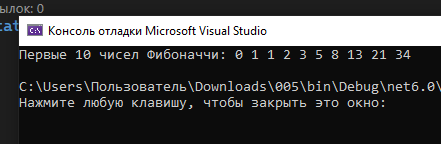 ылок: 0
tat
Консоль отладки Microsoft Visual Studio
Первые 10 чисел Фибоначчи: 0 1 1 2 3 5 8 13 21 34
C:\Users\Пользователь\Downloads\005\bin\Debug\net6.0\
Нажмите любую клавишу, чтобы закрыть это окно: